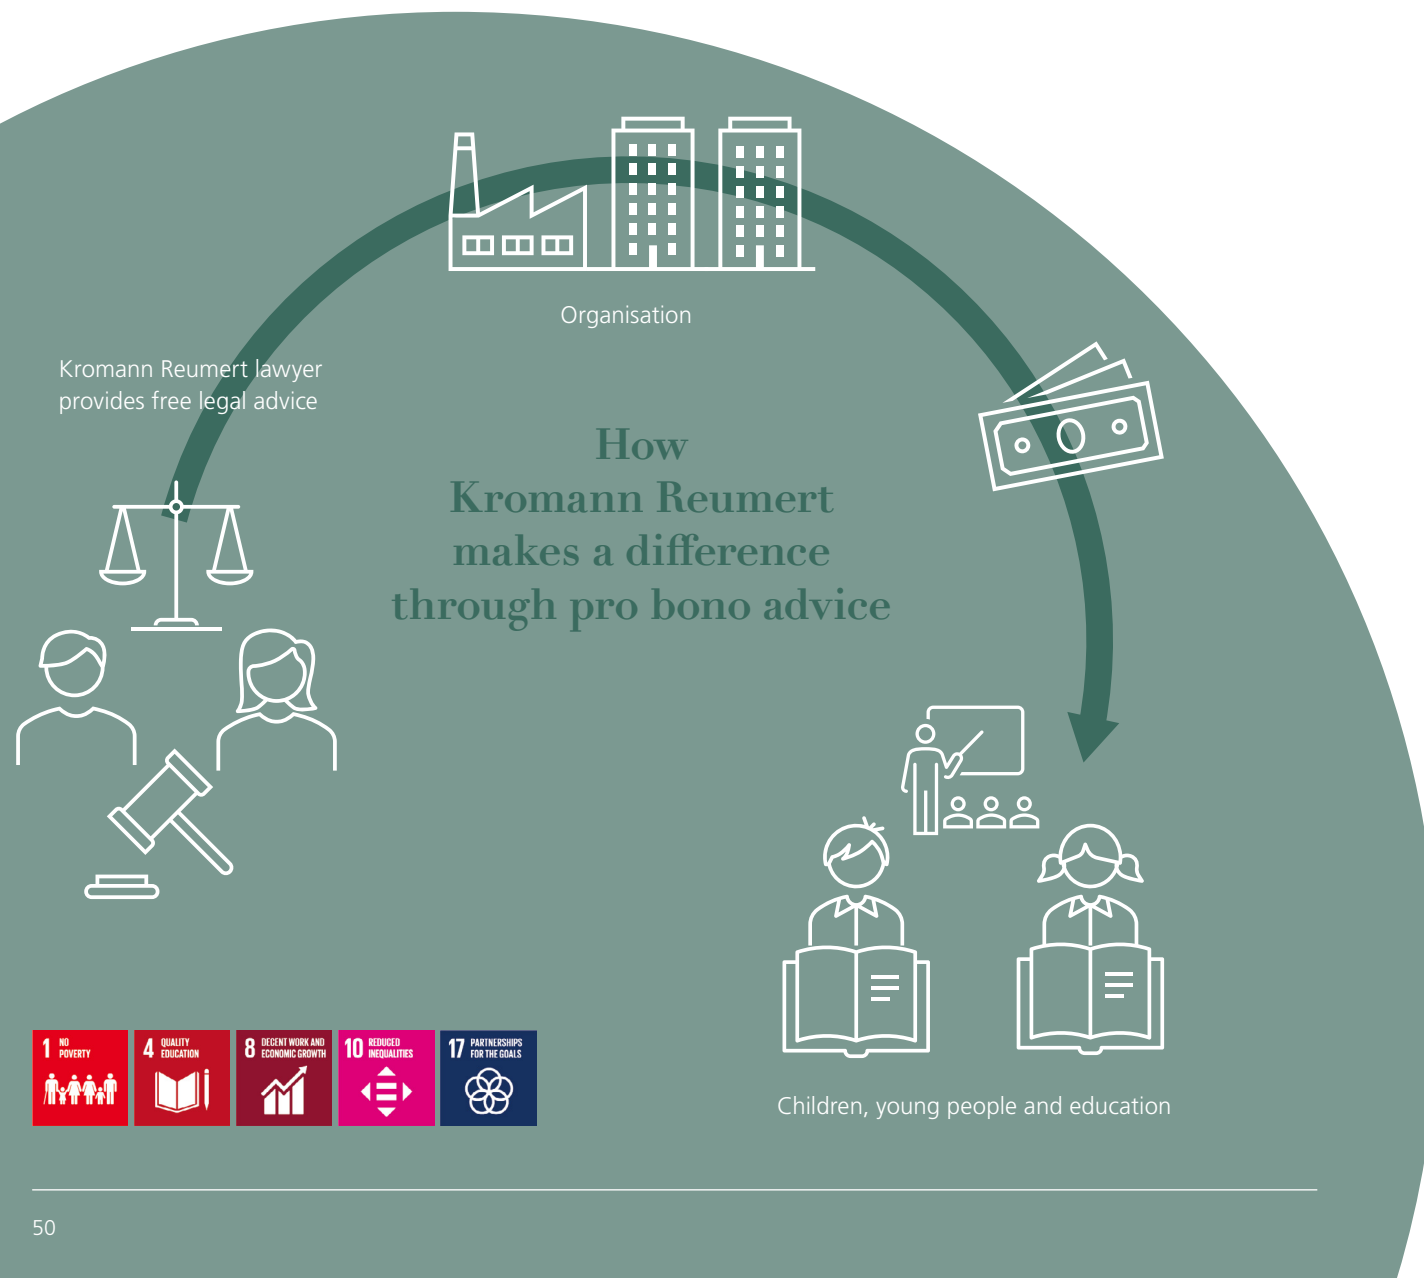 Organisation
Kromann Reumert lawyer
provides free legal advice
How
Kromann Reumert
makes a difference
through pro bono advice
1 NO
POVERTY
4 QUALITY
EDUCATION
8 DECENT WORK AND
ECONOMIC GROWTH
10 REDUCED
INEQUALITIES
17 PARTNERSHIPS
FOR THE GOALS
Children, young people and education
50